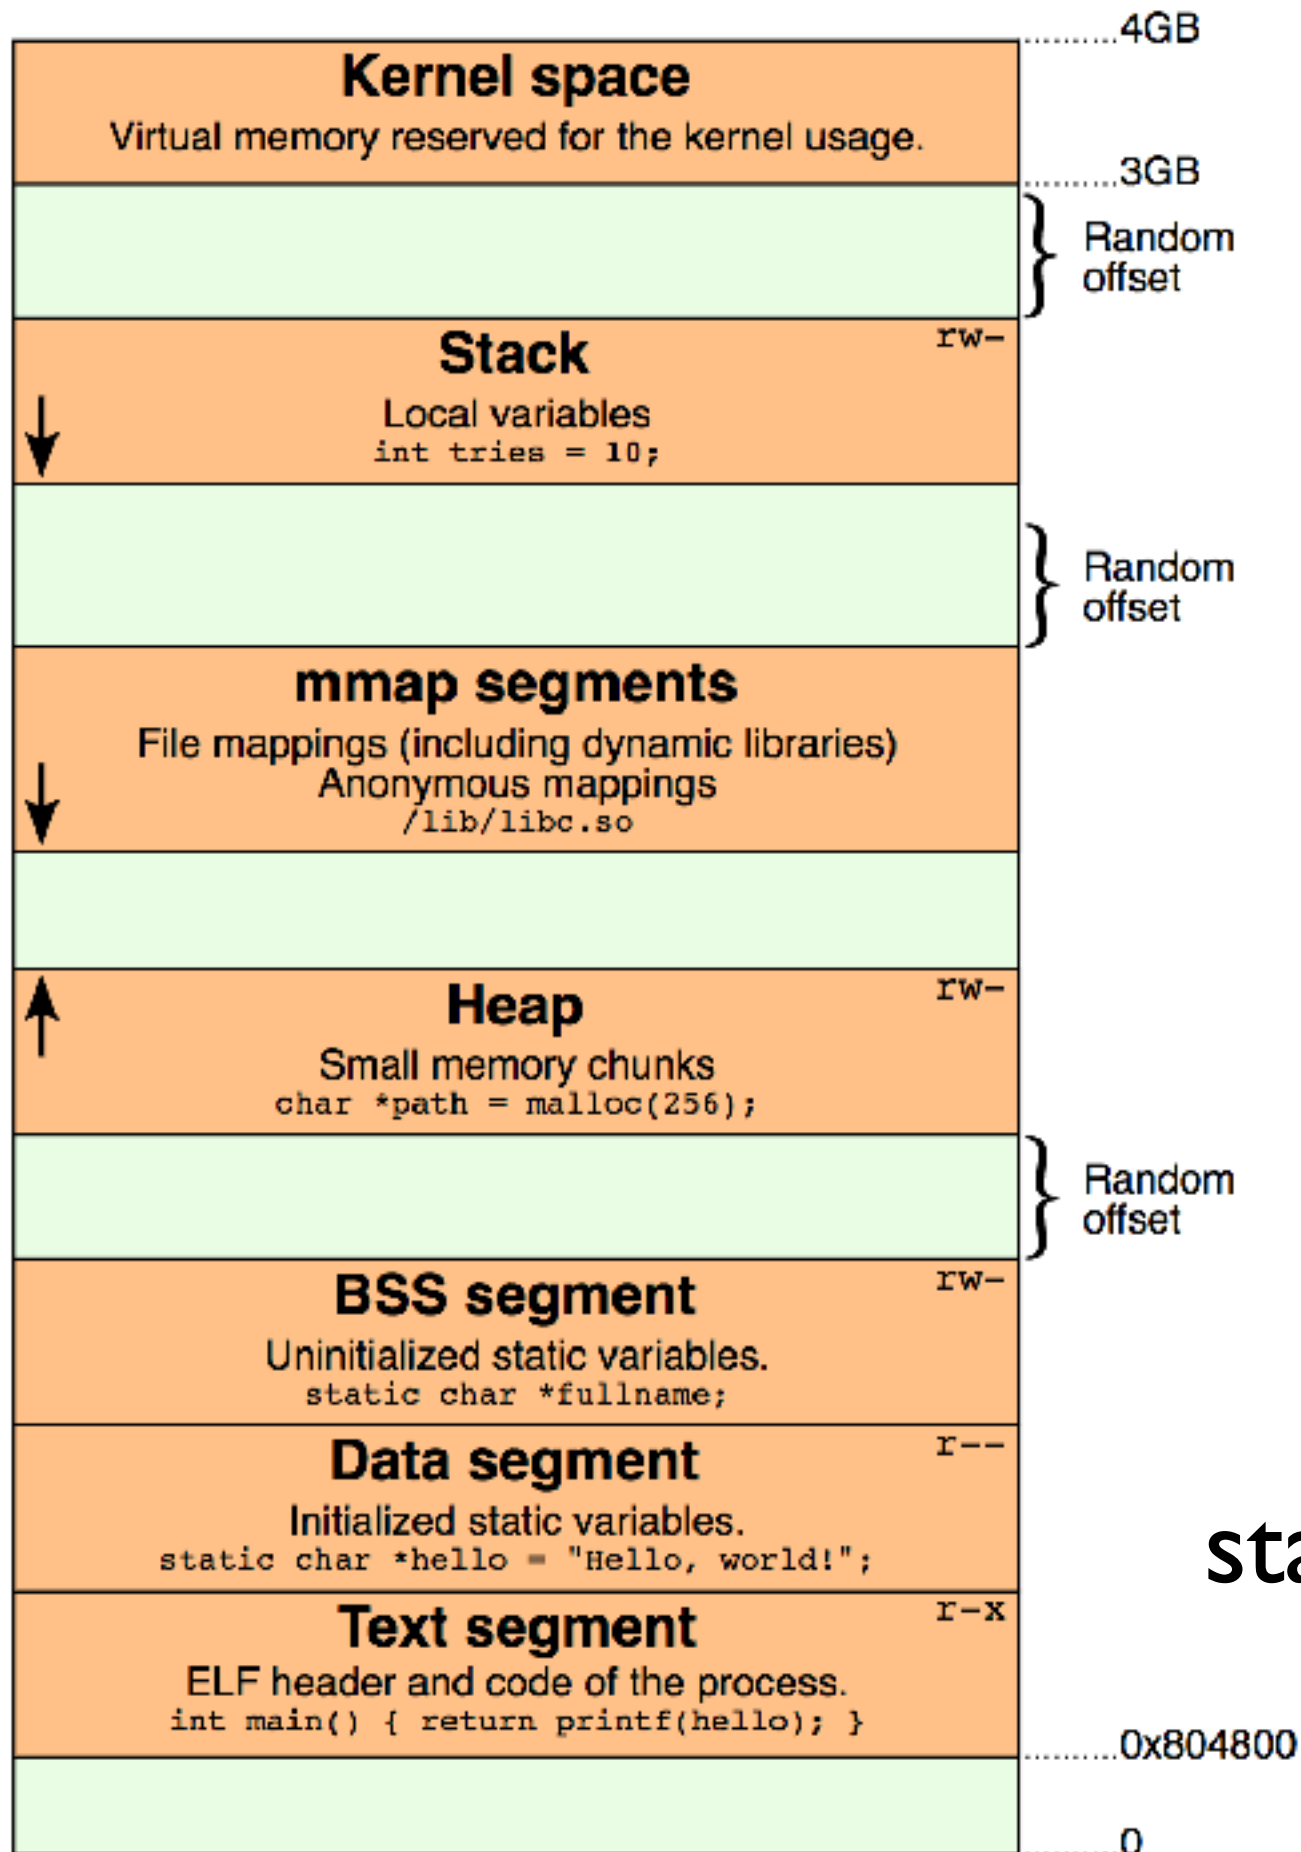 4GB
Kernel space
Virtual memory reserved for the kernel usage.
3GB
Random
offset
Stack
rw-
Local variables
int tries = 10;
Random
offset
mmap segments
File mappings (including dynamic libraries)
Anonymous mappings
/lib/libc.so
Heap
rw-
Small memory chunks
char *path = malloc(256);
Random
offset
BSS segment
rw-
Uninitialized static variables.
static char *fullname;
Data segment
r--
Initialized static variables.
static char *hello = "Hello, world!";
Text segment
r-x
ELF header and code of the process.
int main() { return printf(hello); }
0x804800
0